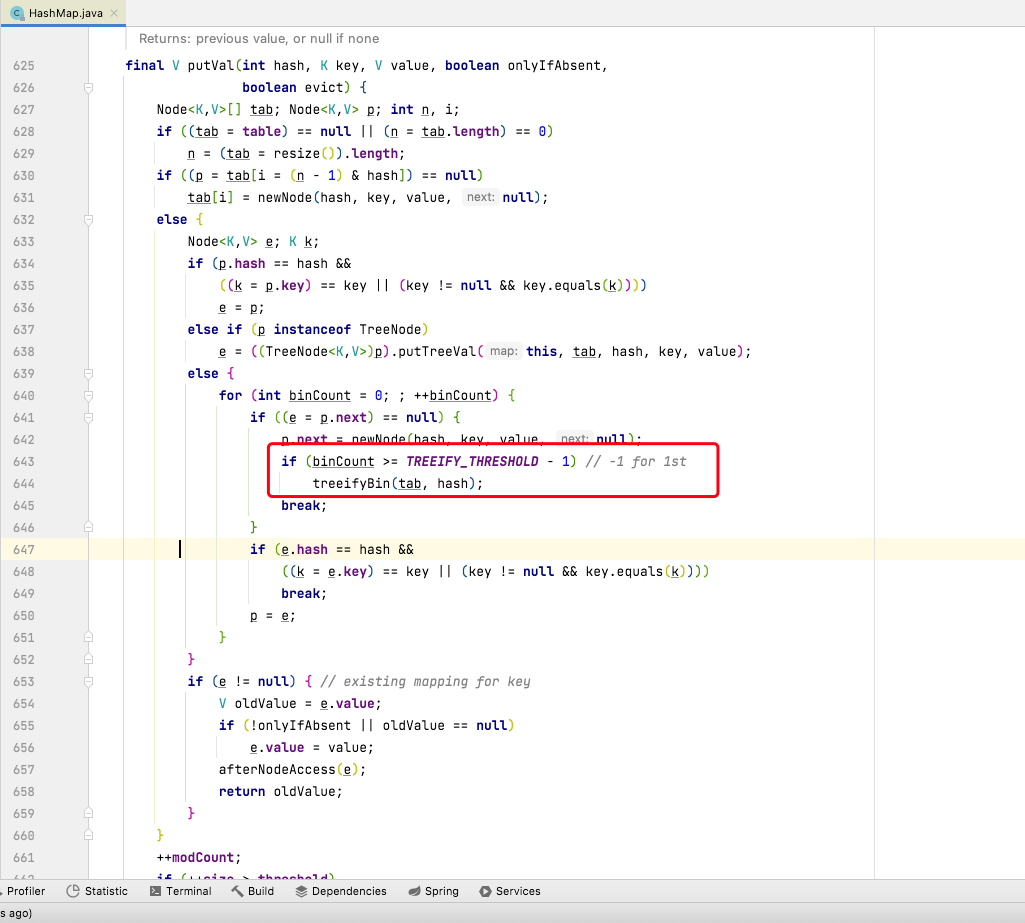 HashMap.java
Returns: previous value, or null if none
625 final V putVal(int hash, K key, V value, boolean onlyIfAbsent,
626 boolean evict) {
627 Node<K,V>[] tab; Node<K,V> p; int n, i;
628 if ((tab = table) == null || (n = tab.length) == 0)
629 n = (tab = resize()).length;
630 if ((p = tab[i = (n - 1) & hash]) == null)
631 tab[i] = newNode(hash, key, value, next: null);
632 else {
633 Node<K,V> e; K k;
634 if (p.hash == hash &&
635 ((k = p.key) == key || (key != null && key.equals(k))))
636 e = p;
637 else if (p instanceof TreeNode)
638 e = ((TreeNode<K,V>)p).putTreeVal( map: this, tab, hash, key, value);
639 else {
640 for (int binCount = 0; ; ++binCount) {
641 if ((e = p.next) == null) {
642 p.next = newNode(hash, key, value, next: null);
643 if (binCount >= TREEIFY_THRESHOLD - 1) // -1 for 1st
644 treeifyBin(tab, hash);
645 break;
646 }
647 if (e.hash == hash &&
648 ((k = e.key) == key || (key != null && key.equals(k))))
649 break;
650 p = e;
651 }
652 }
653 if (e != null) { // existing mapping for key
654 V oldValue = e.value;
655 if (!onlyIfAbsent || oldValue == null)
656 e.value = value;
657 afterNodeAccess(e);
658 return oldValue;
659 }
660 }
661 ++modCount;
662 if (++size > threshold)
Profiler Statistic Terminal Build Dependencies Spring Services
s ago)